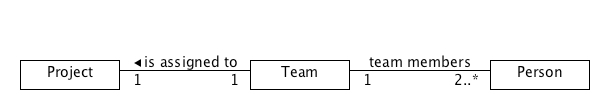 ◄ is assigned to team members
Project Team Person
1 1 1 2..*